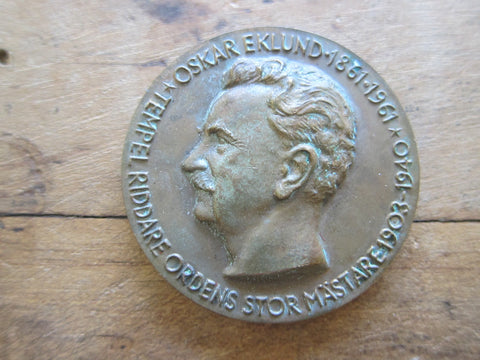 OSKAR EKLUND·1861·1961
TEMPEL RIDDARE ORDENS STOR MÄSTARE 1903-1940